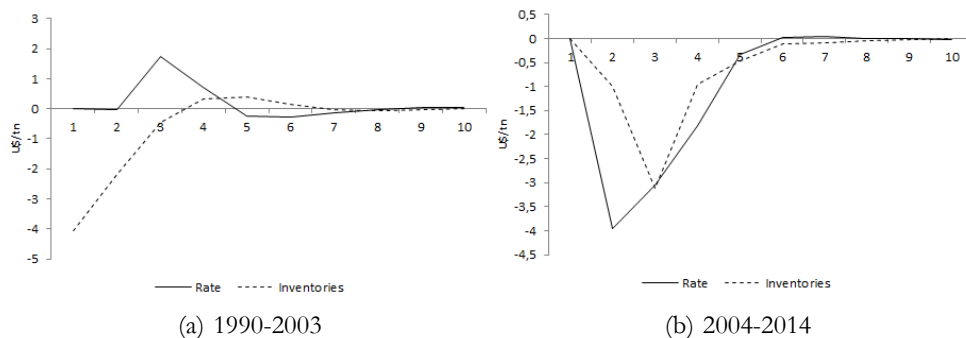 3
2
1
0
-1
-2
-3
-4
-5
U$/tn
1 2 3 4 5 6 7 8 9 10
Rate Inventories
(a) 1990-2003
0,5
0
-0,5
-1
-1,5
-2
-2,5
-3
-3,5
-4
-4,5
U$/tn
1 2 3 4 5 6 7 8 9 10
Rate Inventories
(b) 2004-2014